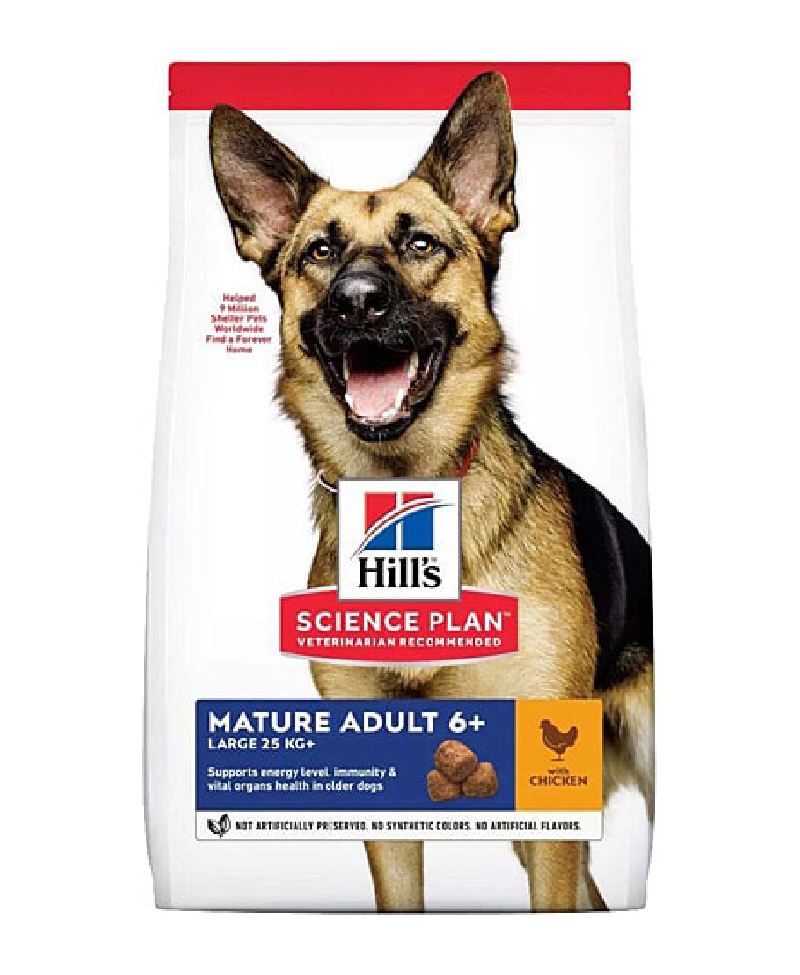 Helped
9 Million
Shelter Pets
Worldwide
Find a Forever
Home
Hill's
SCIENCE PLAN™
VETERINARIAN RECOMMENDED
MATURE ADULT 6+
LARGE 25 KG+
Supports energy level, immunity &
vital organs health in older dogs
with
CHICKEN
NOT ARTIFICIALLY PRESERVED. NO SYNTHETIC COLORS. NO ARTIFICIAL FLAVORS.